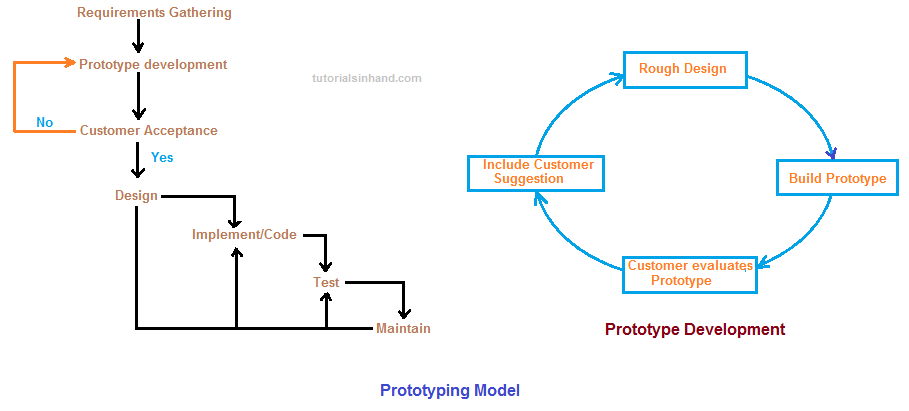 Requirements Gathering
Prototype development
tutorialsinhand.com
No
Customer Acceptance
Yes
Design
Implement/Code
Test
Maintain
Rough Design
Include Customer
Suggestion
Build Prototype
Customer evaluates
Prototype
Prototype Development
Prototyping Model